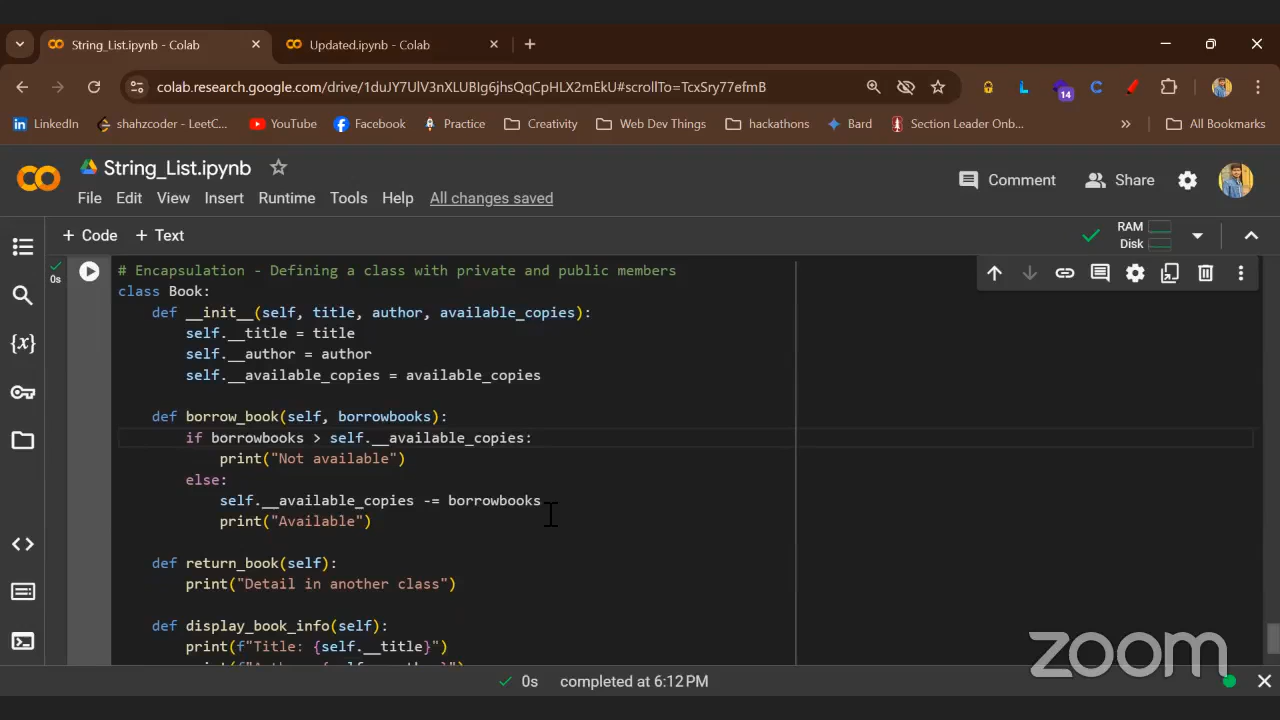 String_List.ipynb - Colab
Updated.ipynb - Colab
colab.research.google.com/drive/1duJY7UlV3nXLUBIg6jhsQqCpHLX2mEkU#scrollTo=TcxSry77efmB
14
LinkedIn
shahzcoder - LeetC...
YouTube
Facebook
Practice
Creativity
Web Dev Things
hackathons
Bard
Section Leader Onb...
»
All Bookmarks
String_List.ipynb
Comment
Share
File Edit View Insert Runtime Tools Help All changes saved
+ Code + Text
RAM
Disk
0s
# Encapsulation - Defining a class with private and public members
class Book:
def __init__(self, title, author, available_copies):
self.__title = title
self.__author = author
self.__available_copies = available_copies
def borrow_book(self, borrowbooks):
if borrowbooks > self.__available_copies:
print("Not available")
else:
self.__available_copies -= borrowbooks
print("Available")
def return_book(self):
print("Detail in another class")
def display_book_info(self):
print(f"Title: {self.__title}")
zoom
0s completed at 6:12 PM